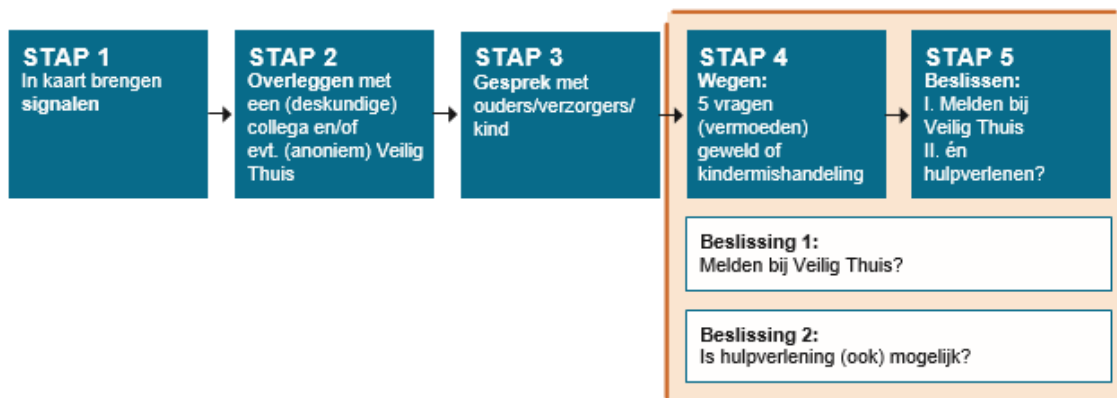 STAP 1
In kaart brengen
signalen
STAP 2
Overleggen met
een (deskundige)
collega en/of
evt. (anoniem) Veilig
Thuis
STAP 3
Gesprek met
ouders/verzorgers/
kind
STAP 4
Wegen:
5 vragen
(vermoeden)
geweld of
kindermishandeling
STAP 5
Beslissen:
I. Melden bij
Veilig Thuis
II. én
hulpverlenen?
Beslissing 1:
Melden bij Veilig Thuis?
Beslissing 2:
Is hulpverlening (ook) mogelijk?